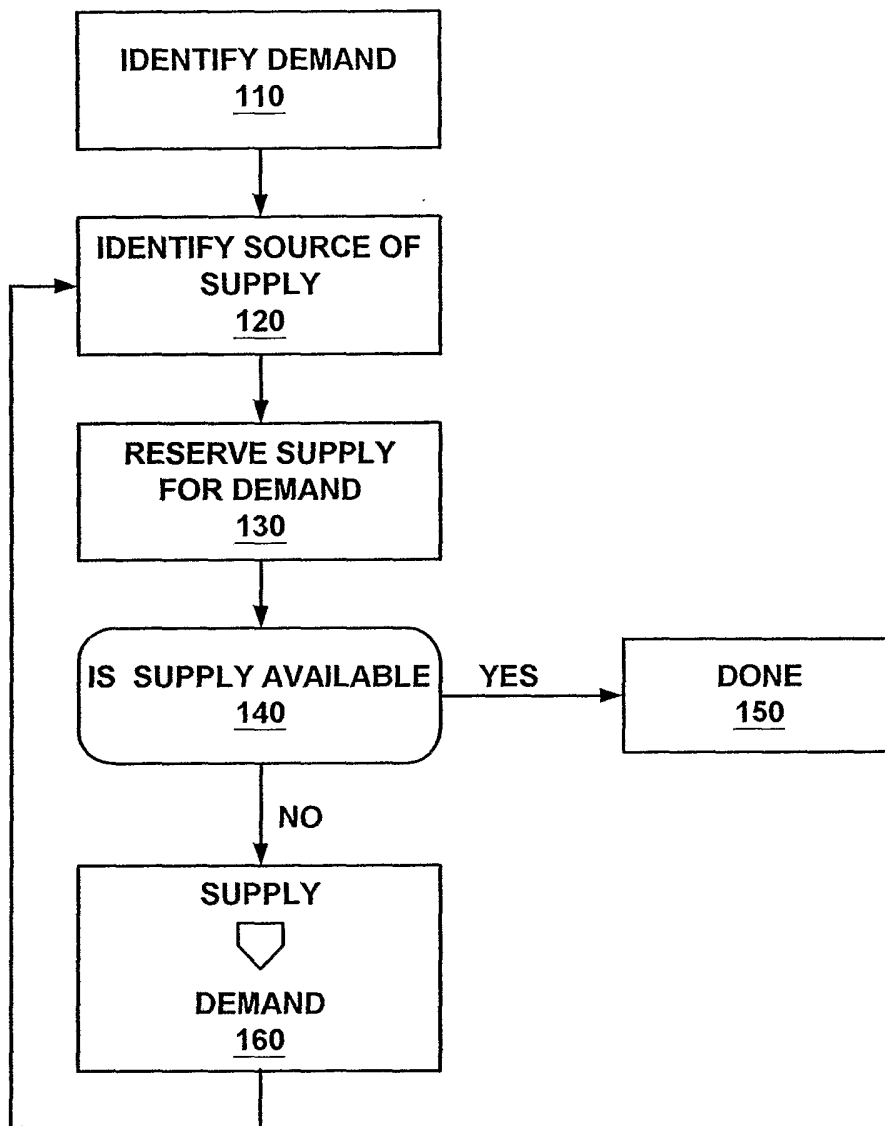 IDENTIFY DEMAND
110
IDENTIFY SOURCE OF
SUPPLY
120
RESERVE SUPPLY
FOR DEMAND
130
IS SUPPLY AVAILABLE
140
YES
DONE
150
NO
SUPPLY
DEMAND
160